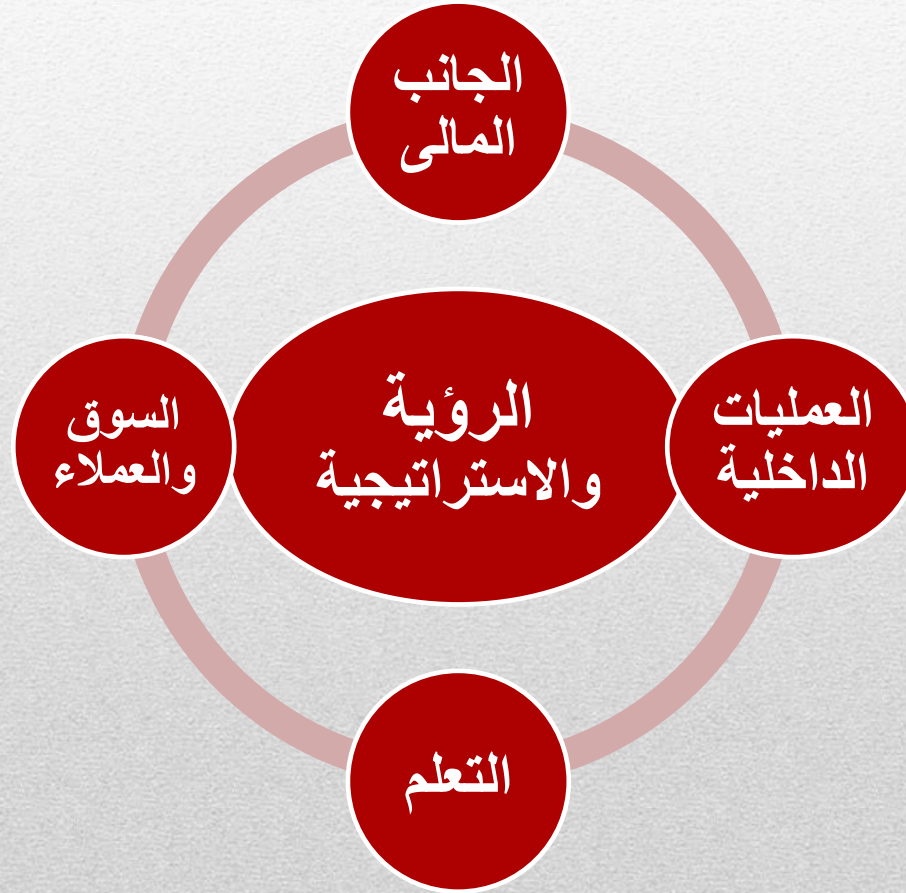 الجانب
المالى
الرؤية
والاستراتيجية
العمليات
الداخلية
السوق
والعملاء
التعلم